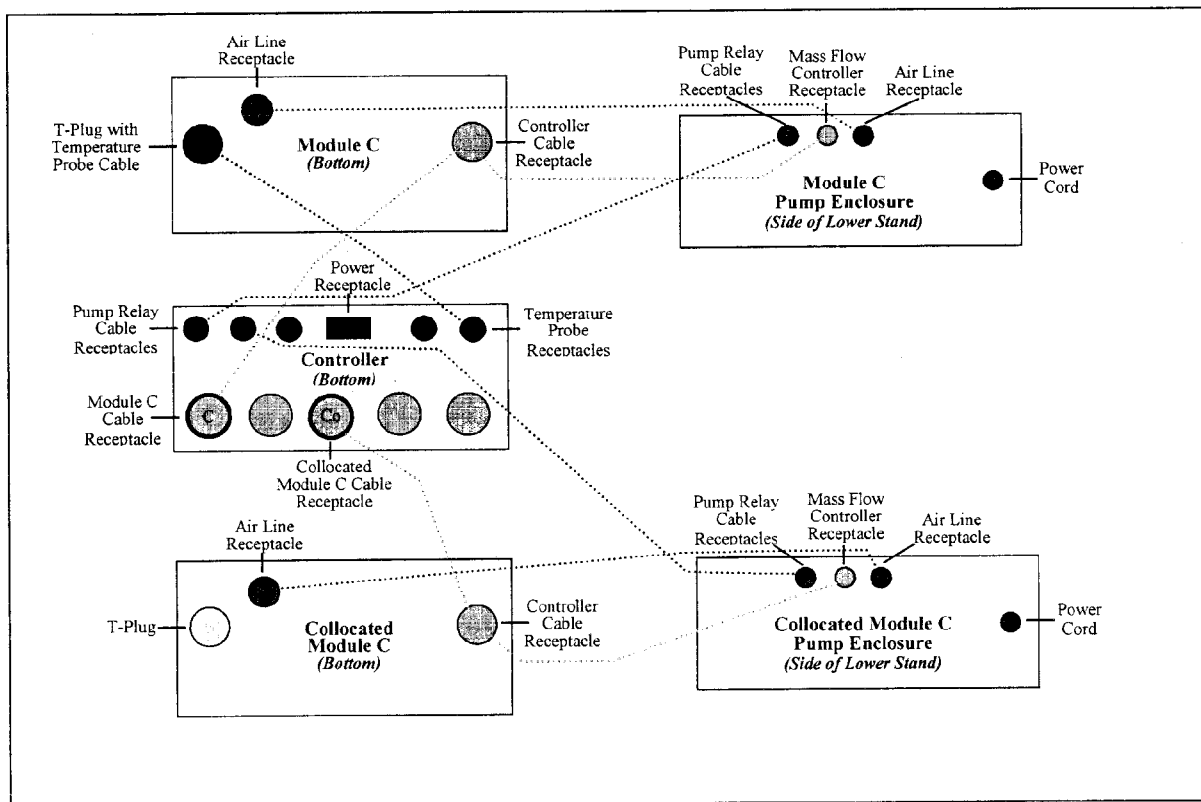 Air Line
Receptacle
T-Plug with
Temperature
Probe Cable
Module C
(Bottom)
Controller
Cable
Receptacle
Pump Relay
Cable
Receptacles
Mass Flow
Controller
Receptacle
Air Line
Receptacle
Module C
Pump Enclosure
(Side of Lower Stand)
Power
Cord
Power
Receptacle
Pump Relay
Cable
Receptacles
Temperature
Probe
Receptacles
Controller
(Bottom)
Module C
Cable
Receptacle
C
Co
Collocated
Module C Cable
Receptacle
Air Line
Receptacle
T-Plug
Collocated
Module C
(Bottom)
Controller
Cable
Receptacle
Pump Relay
Cable
Receptacles
Mass Flow
Controller
Receptacle
Air Line
Receptacle
Collocated Module C
Pump Enclosure
(Side of Lower Stand)
Power
Cord